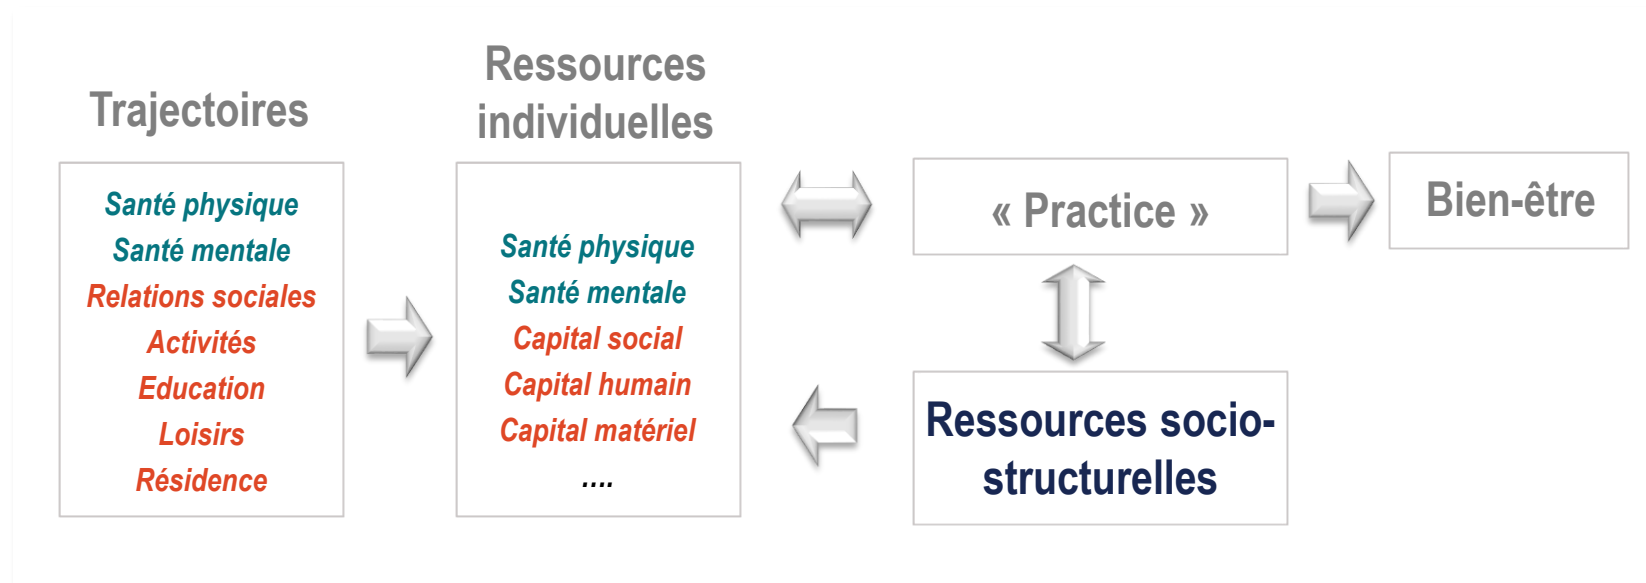 Trajectoires
Santé physique
Santé mentale
Relations sociales
Activités
Education
Loisirs
Résidence
Ressources
individuelles
Santé physique
Santé mentale
Capital social
Capital humain
Capital matériel
....
« Practice »
Ressources socio-
structurelles
Bien-être